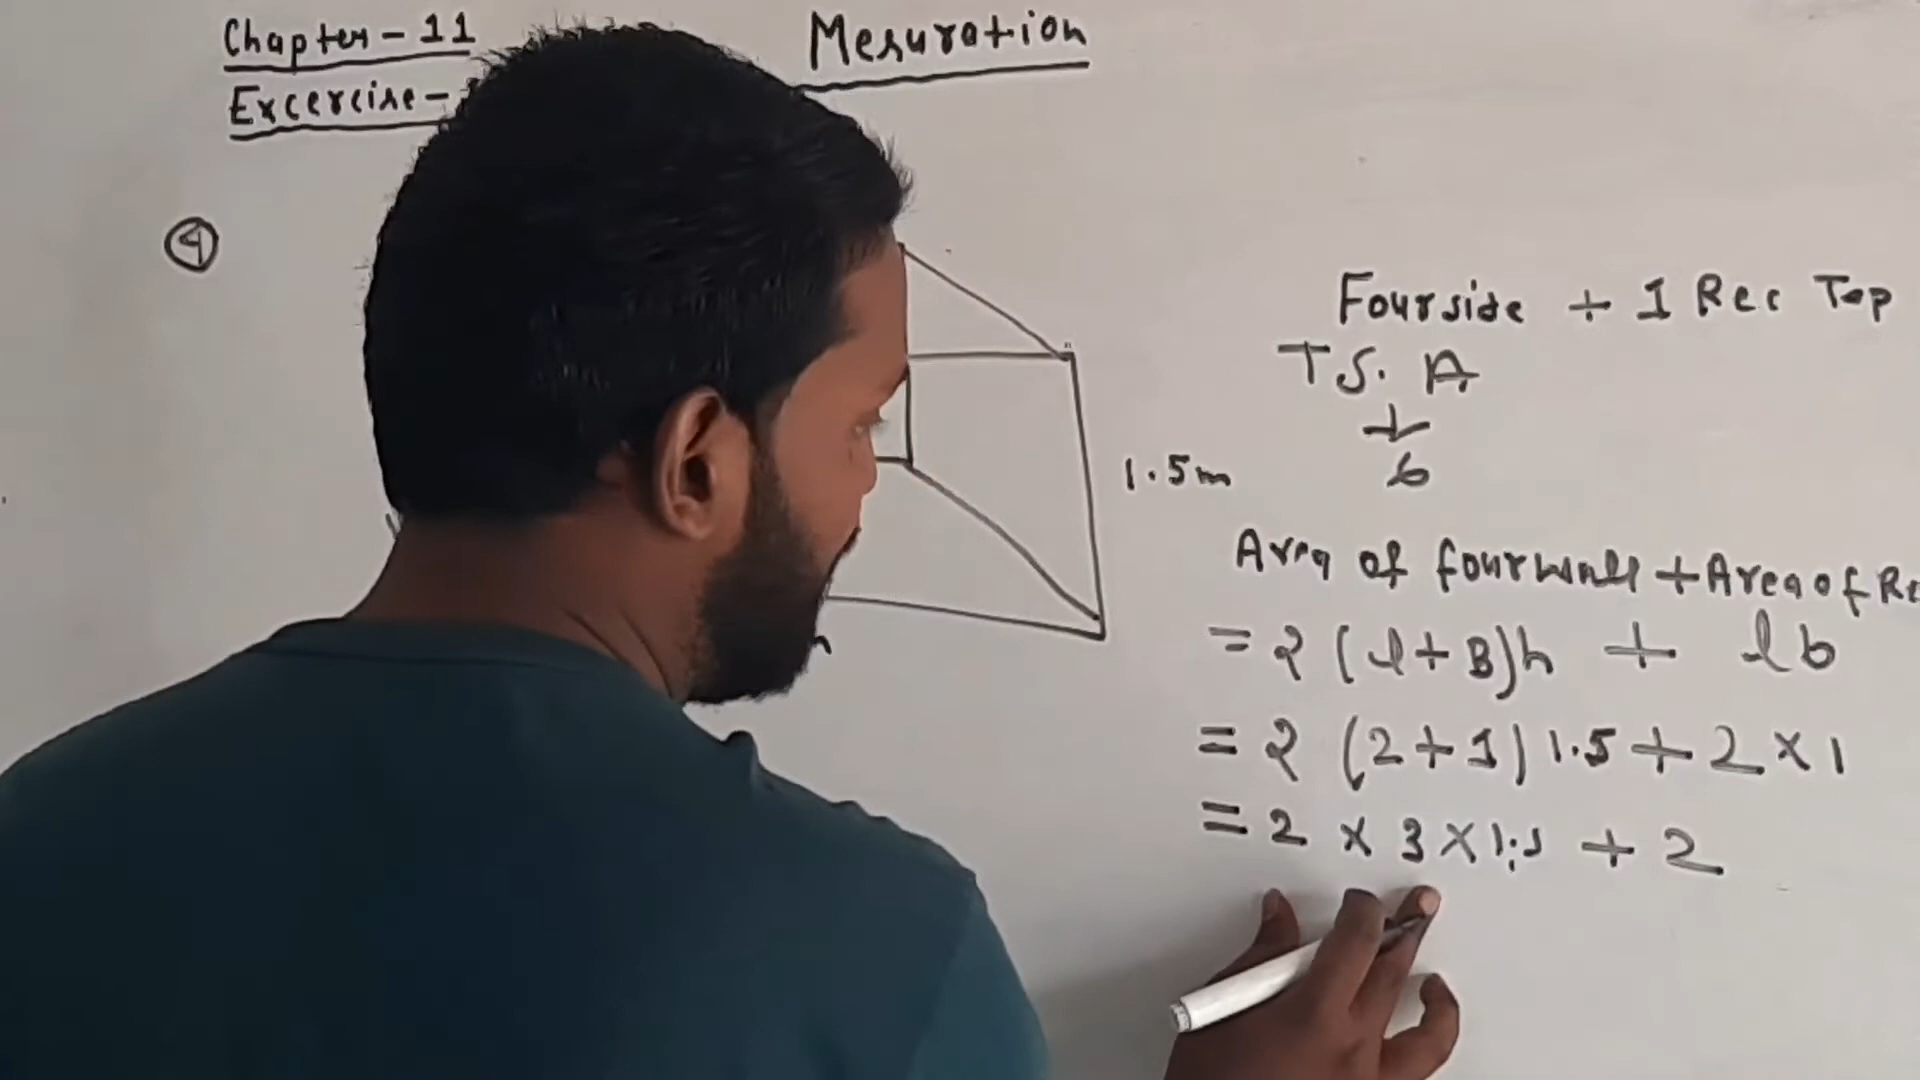 Chapter - 11
Mesuration
Excercise -
4
Fourside + 1 Rec Top
T S. A
6
1.5m
Area of fourwall + Area of Re
= 2 (l + B)h + lb
= 2 (2 + 1) 1.5 + 2 x 1
= 2 x 3 x 1.5 + 2